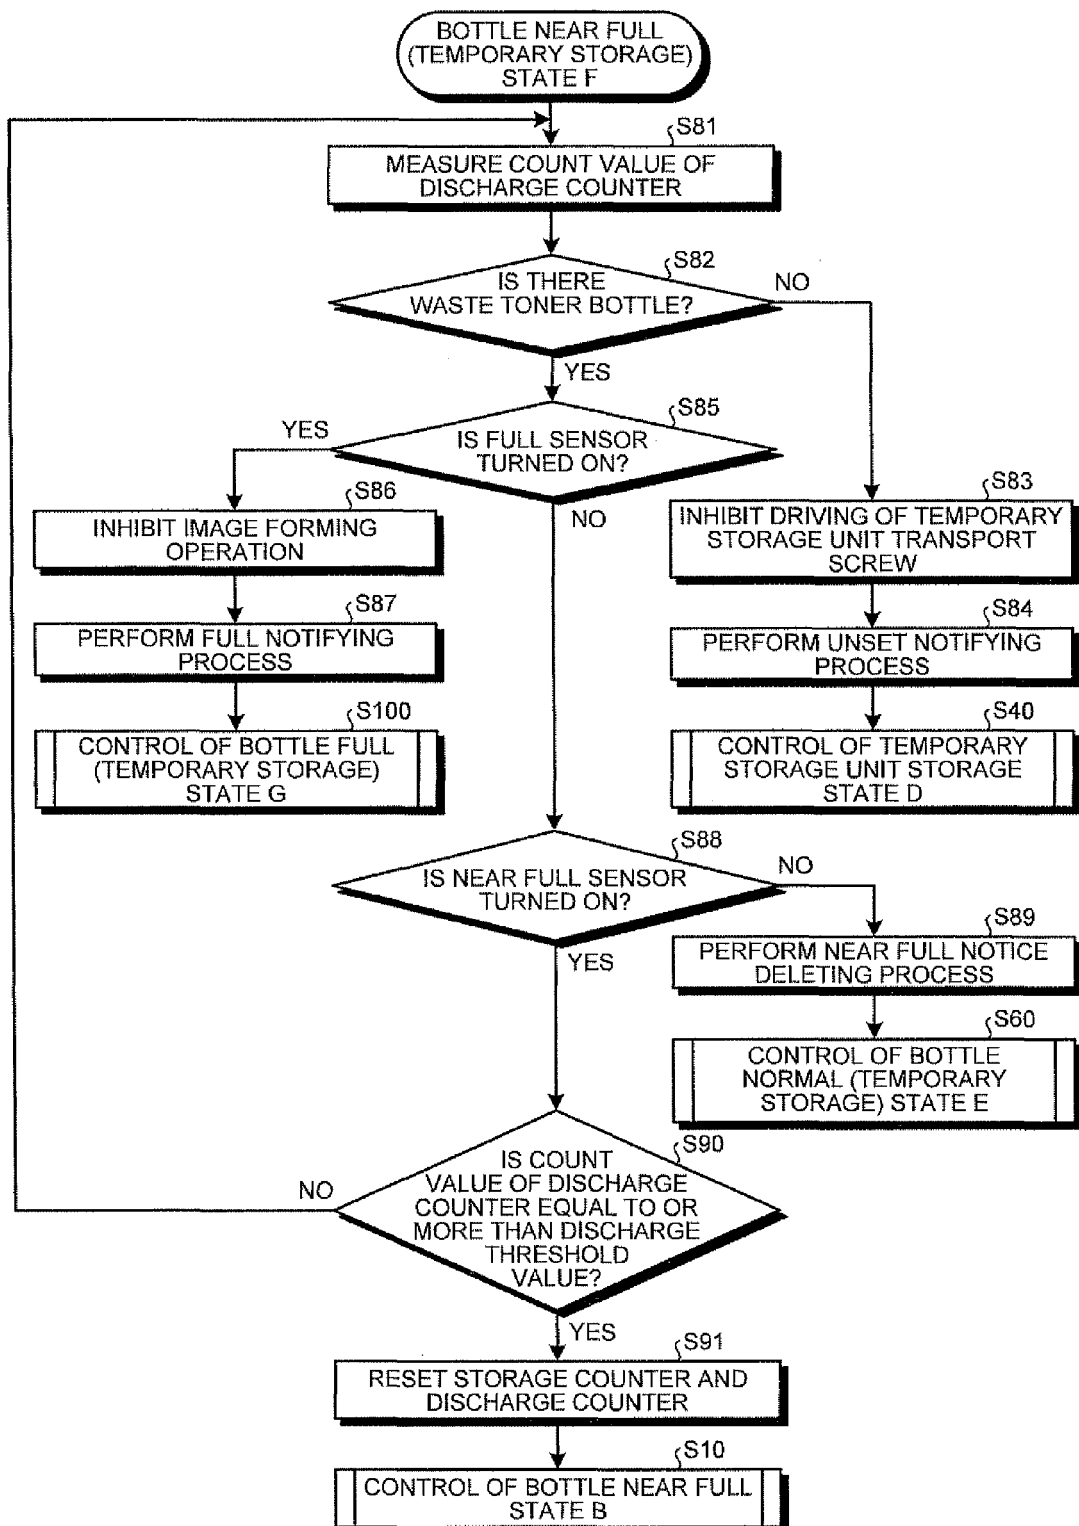 BOTTLE NEAR FULL
(TEMPORARY STORAGE)
STATE F
S81
MEASURE COUNT VALUE OF
DISCHARGE COUNTER
S82
IS THERE
WASTE TONER BOTTLE?
NO
YES
S85
IS FULL SENSOR
TURNED ON?
YES
NO
S86
INHIBIT IMAGE FORMING
OPERATION
S87
PERFORM FULL NOTIFYING
PROCESS
S100
CONTROL OF BOTTLE FULL
(TEMPORARY STORAGE)
STATE G
S83
INHIBIT DRIVING OF TEMPORARY
STORAGE UNIT TRANSPORT
SCREW
S84
PERFORM UNSET NOTIFYING
PROCESS
S40
CONTROL OF TEMPORARY
STORAGE UNIT STORAGE
STATE D
S88
IS NEAR FULL SENSOR
TURNED ON?
NO
YES
S89
PERFORM NEAR FULL NOTICE
DELETING PROCESS
S60
CONTROL OF BOTTLE
NORMAL (TEMPORARY
STORAGE) STATE E
S90
IS COUNT
VALUE OF DISCHARGE
COUNTER EQUAL TO OR
MORE THAN DISCHARGE
THRESHOLD
VALUE?
NO
YES
S91
RESET STORAGE COUNTER AND
DISCHARGE COUNTER
S10
CONTROL OF BOTTLE NEAR FULL
STATE B